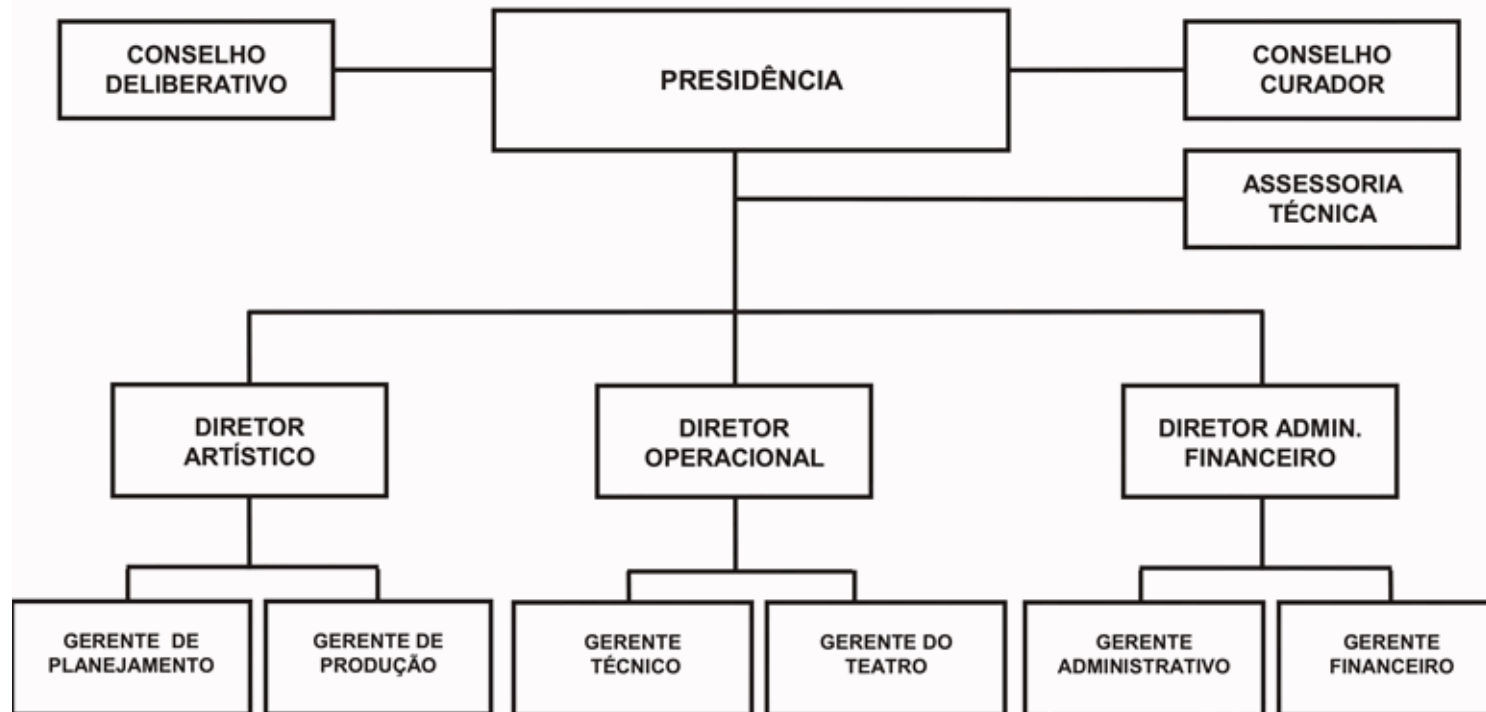 CONSELHO
DELIBERATIVO
PRESIDÊNCIA
CONSELHO
CURADOR
ASSESSORIA
TÉCNICA
DIRETOR
ARTÍSTICO
DIRETOR
OPERACIONAL
DIRETOR ADMIN.
FINANCEIRO
GERENTE DE
PLANEJAMENTO
GERENTE DE
PRODUÇÃO
GERENTE
TÉCNICO
GERENTE DO
TEATRO
GERENTE
ADMINISTRATIVO
GERENTE
FINANCEIRO